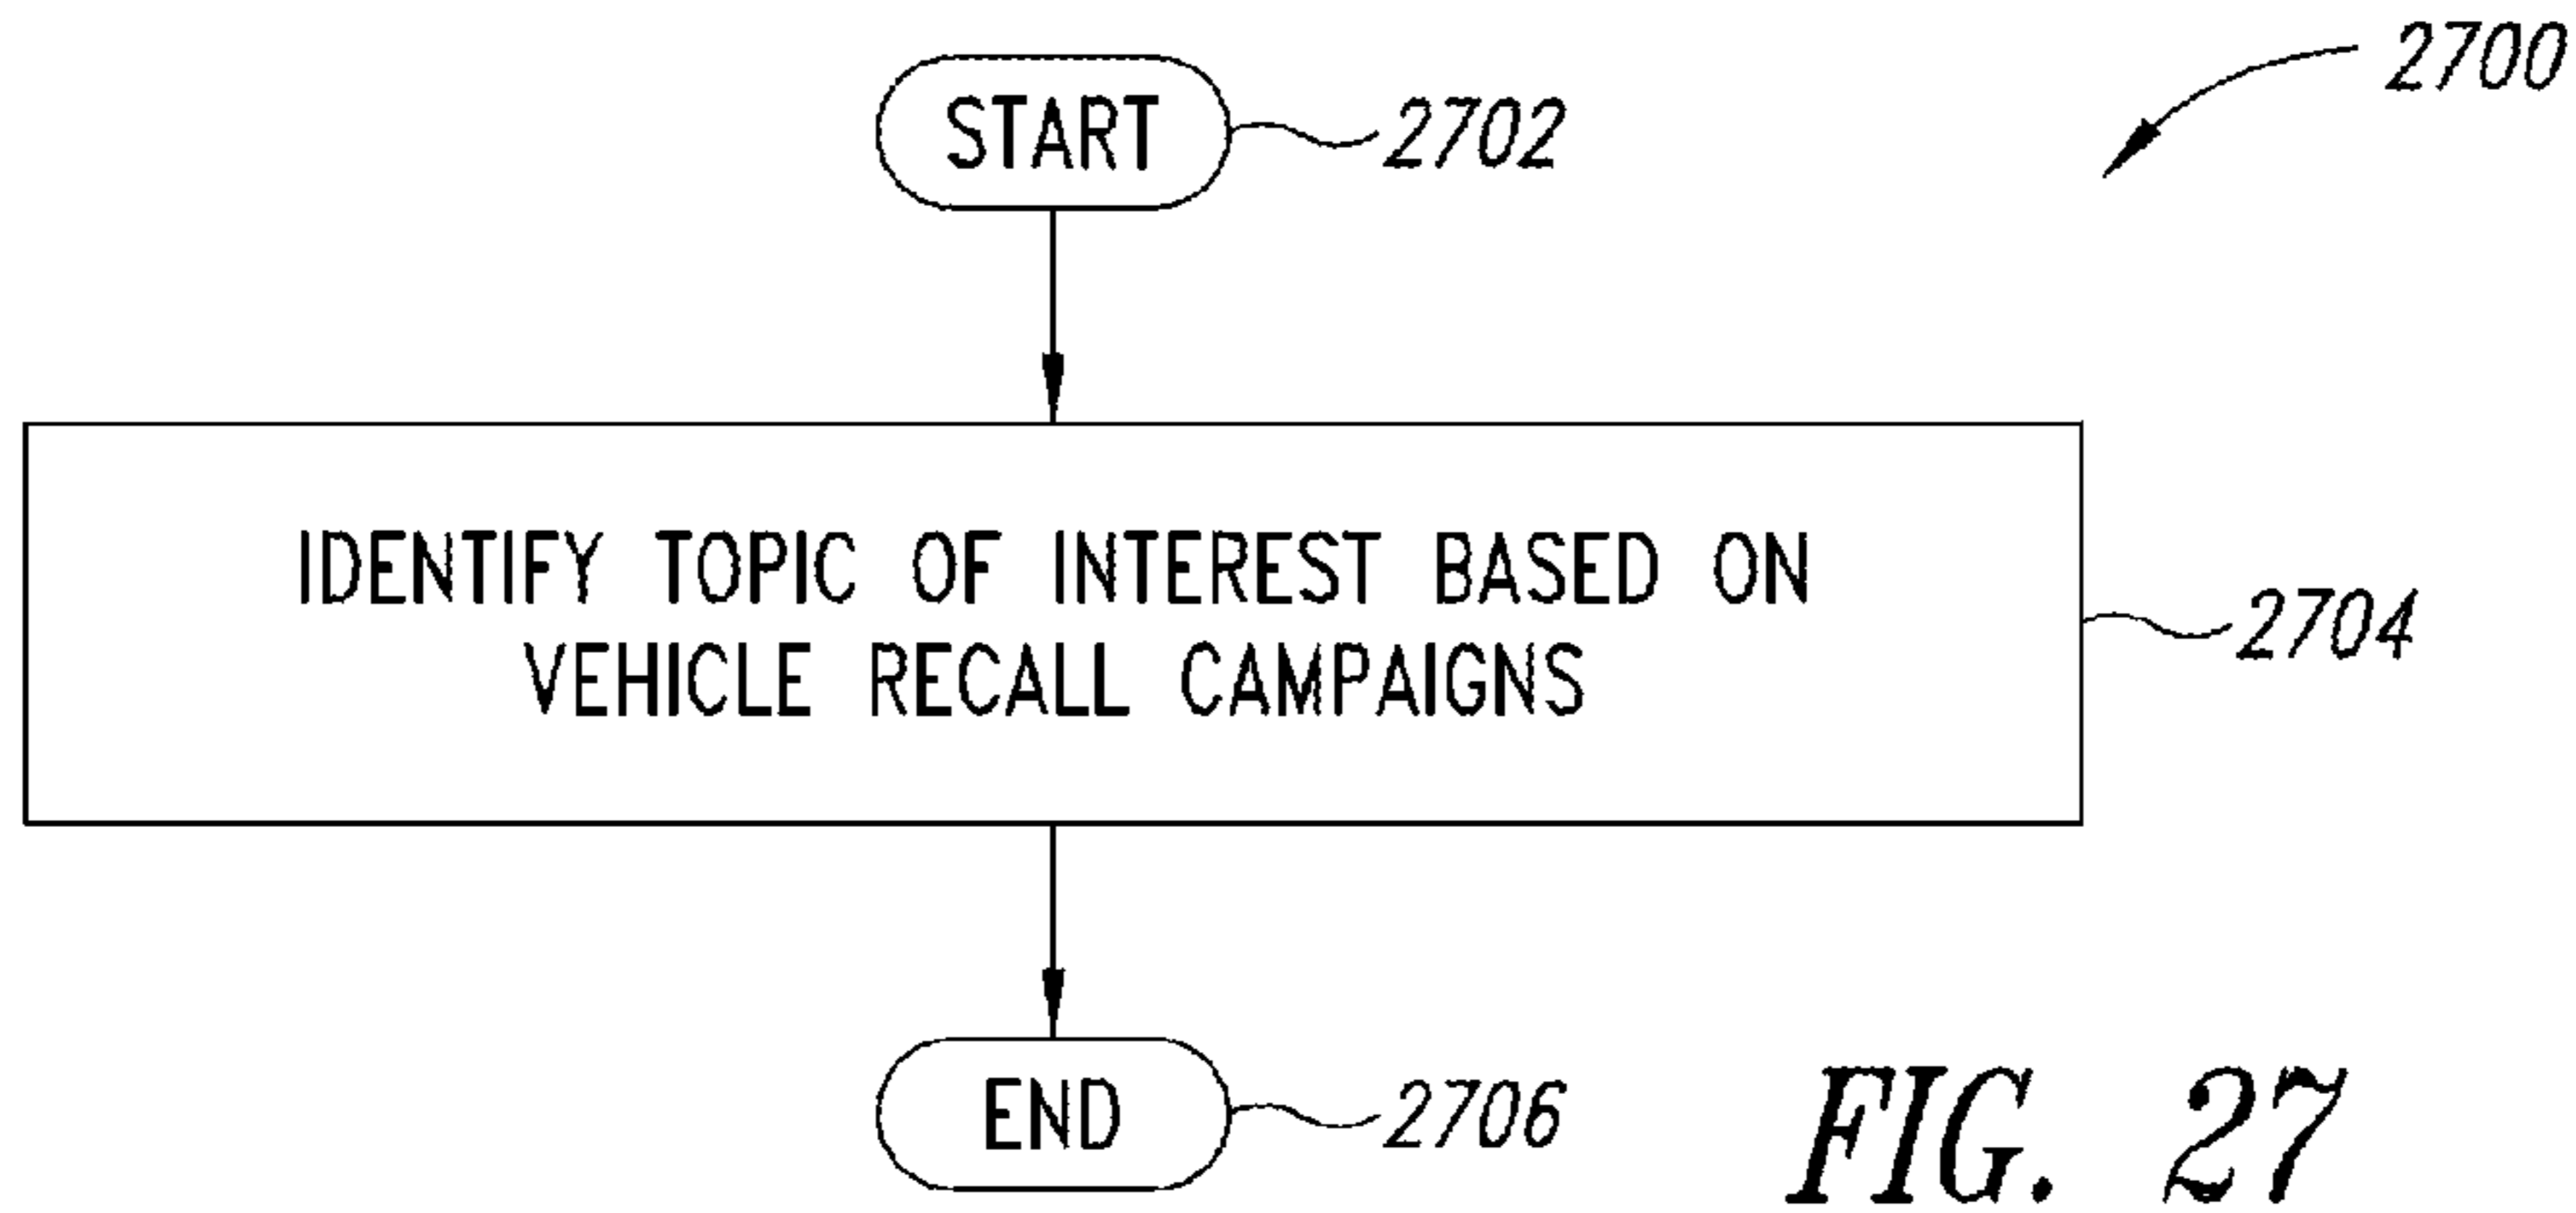 2700
START
2702
IDENTIFY TOPIC OF INTEREST BASED ON
VEHICLE RECALL CAMPAIGNS
2704
END
2706
FIG. 27